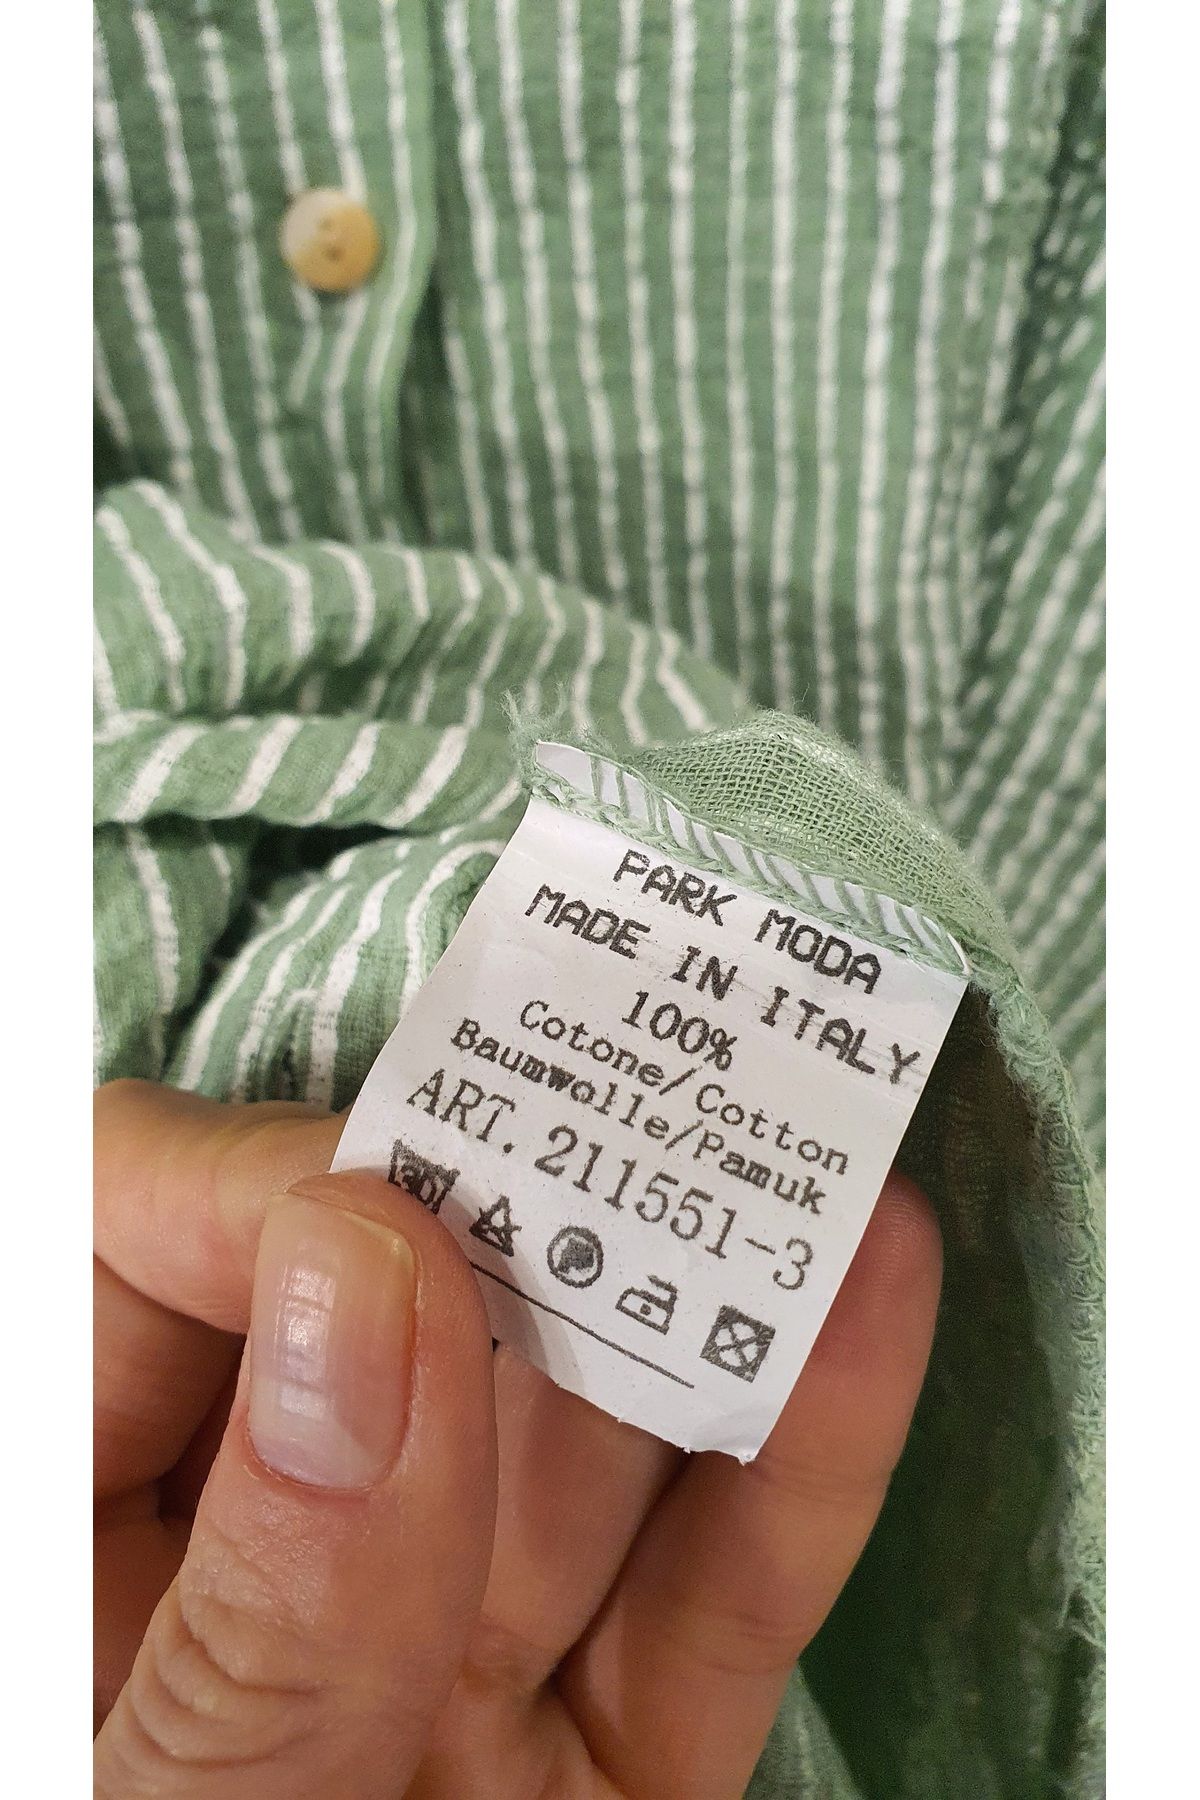 PARK MODA
MADE IN ITALY
100%
Cotone/Cotton
Baumwolle/Pamuk
ART. 211551-3
30
P